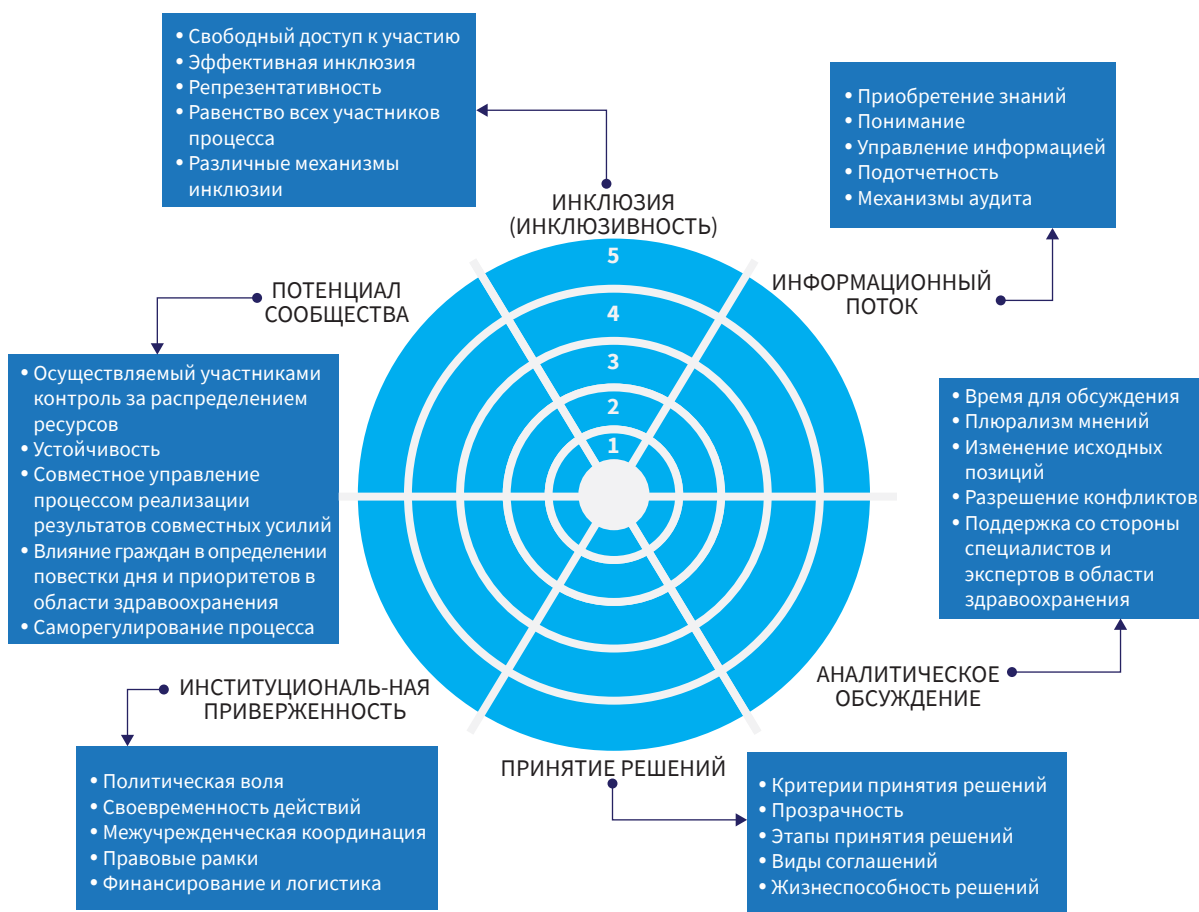 • Свободный доступ к участию
• Эффективная инклюзия
• Репрезентативность
• Равенство всех участников
процесса
• Различные механизмы
инклюзии
• Приобретение знаний
• Понимание
• Управление информацией
• Подотчетность
• Механизмы аудита
ИНКЛЮЗИЯ
(ИНКЛЮЗИВНОСТЬ)
ПОТЕНЦИАЛ
СООБЩЕСТВА
ИНФОРМАЦИОННЫЙ
ПОТОК
5
4
3
2
1
• Осуществляемый участниками
контроль за распределением
ресурсов
• Устойчивость
• Совместное управление
процессом реализации
результатов совместных усилий
• Влияние граждан в определении
повестки дня и приоритетов в
области здравоохранения
• Саморегулирование процесса
• Время для обсуждения
• Плюрализм мнений
• Изменение исходных
позиций
• Разрешение конфликтов
• Поддержка со стороны
специалистов и
экспертов в области
здравоохранения
ИНСТИТУЦИОНАЛЬ-НАЯ
ПРИВЕРЖЕННОСТЬ
АНАЛИТИЧЕСКОЕ
ОБСУЖДЕНИЕ
ПРИНЯТИЕ РЕШЕНИЙ
• Политическая воля
• Своевременность действий
• Межучрежденческая координация
• Правовые рамки
• Финансирование и логистика
• Критерии принятия решений
• Прозрачность
• Этапы принятия решений
• Виды соглашений
• Жизнеспособность решений